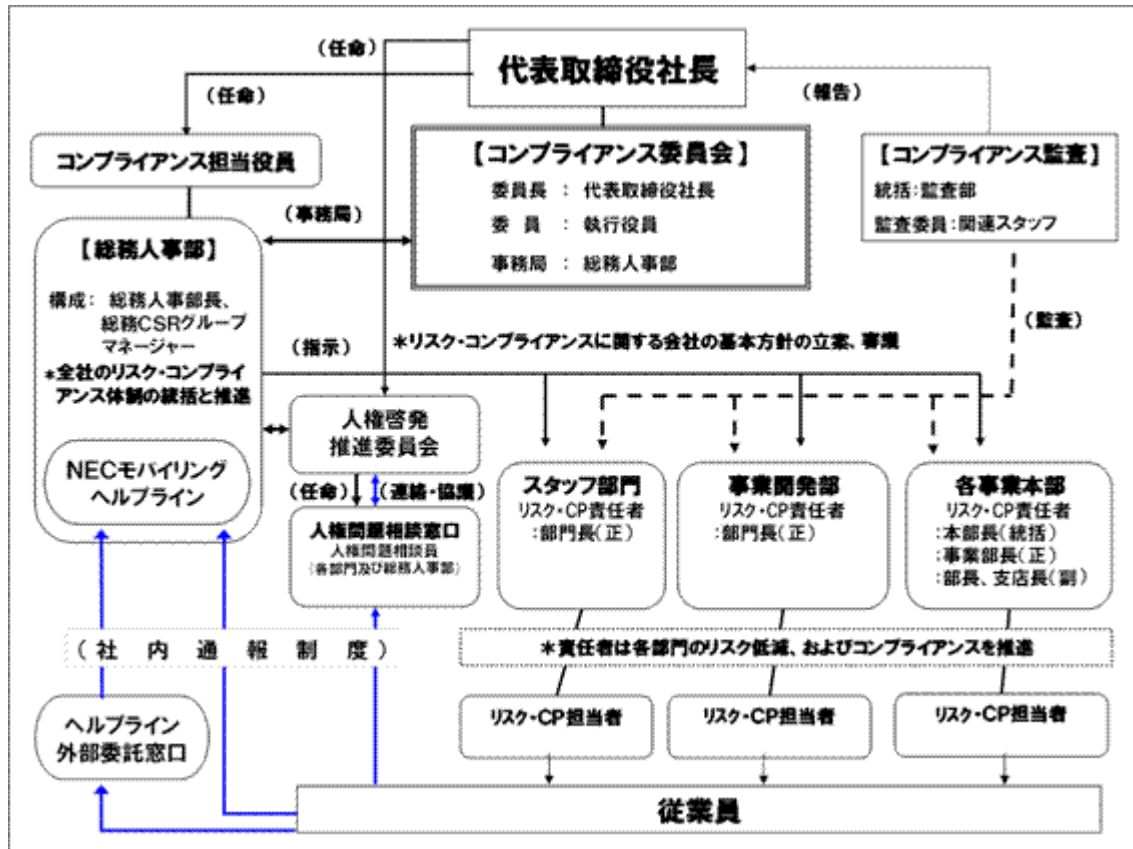 (任命)
代表取締役社長
(任命)
(報告)
コンプライアンス担当役員
【コンプライアンス委員会】
委員長 : 代表取締役社長
委 員 : 執行役員
事務局 : 総務人事部
【コンプライアンス監査】
統括:監査部
監査委員:関連スタッフ
(事務局)
【総務人事部】
構成: 総務人事部長、
総務CSRグループ
マネージャー
*全社のリスク・コンプライ
アンス体制の統括と推進
(指示)
*リスク・コンプライアンスに関する会社の基本方針の立案、審議
(監査)
人権啓発
推進委員会
NECモバイリング
ヘルプライン
(任命)
(連絡・協議)
人権問題相談窓口
人権問題相談員
(各部門及び総務人事部)
スタッフ部門
リスク・CP責任者
:部門長(正)
事業開発部
リスク・CP責任者
:部門長(正)
各事業本部
リスク・CP責任者
:本部長(統括)
:事業部長(正)
:部長、支店長(副)
(社 内 通 報 制 度)
*責任者は各部門のリスク低減、およびコンプライアンスを推進
ヘルプライン
外部委託窓口
リスク・CP担当者
リスク・CP担当者
リスク・CP担当者
従業員